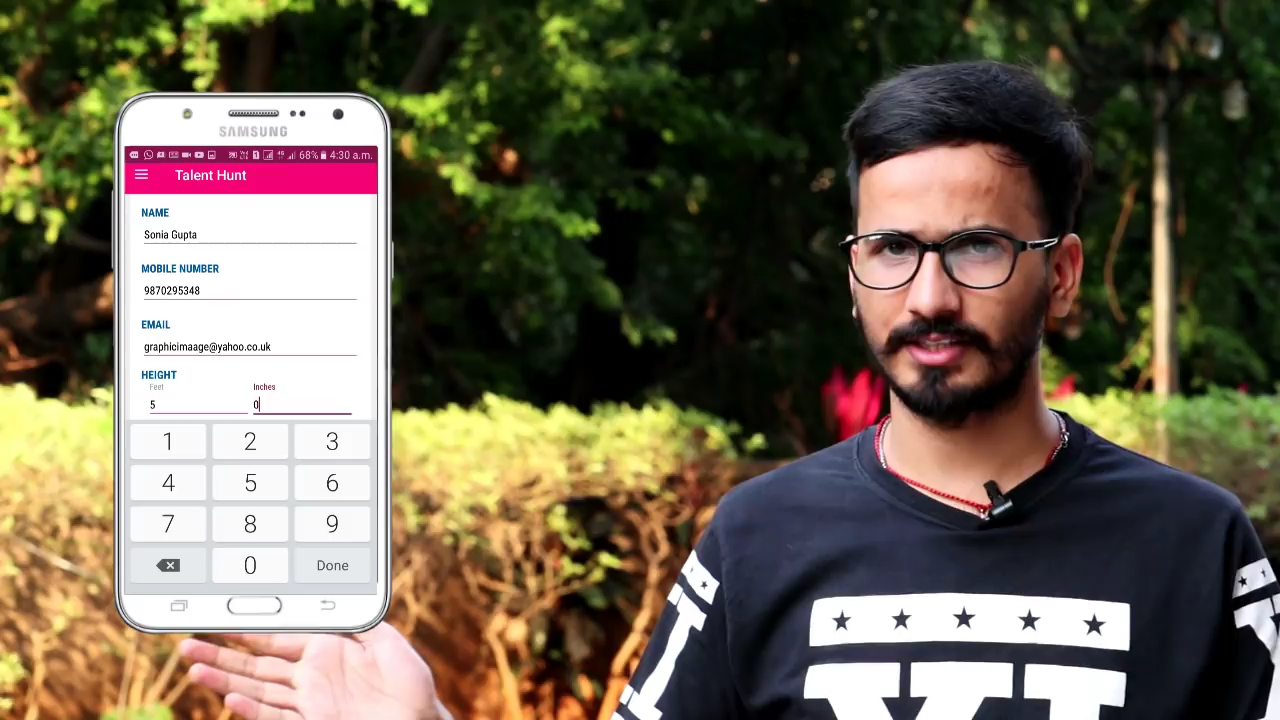 SAMSUNG
68% 4:30 a.m.
Talent Hunt
NAME
Sonia Gupta
MOBILE NUMBER
9870295348
EMAIL
graphicimaage@yahoo.co.uk
HEIGHT
Feet Inches
5 0
1 2 3
4 5 6
7 8 9
0 Done